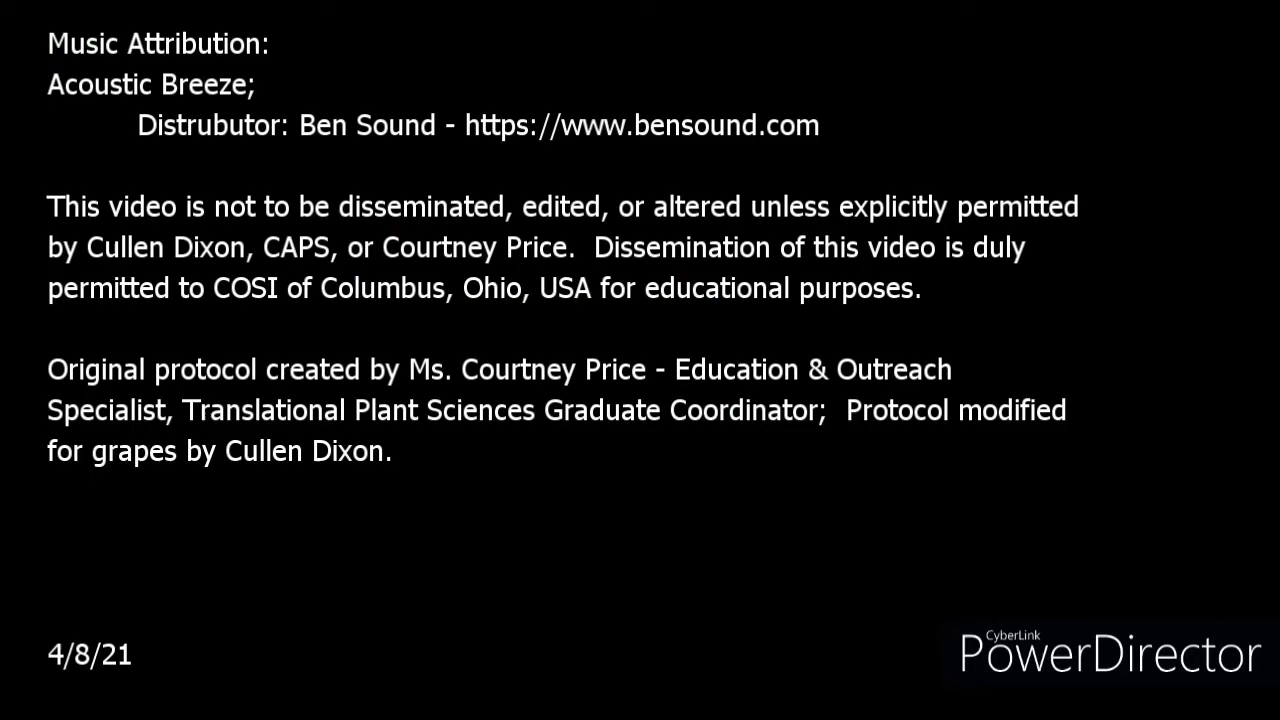 Music Attribution:
Acoustic Breeze;
Distrubutor: Ben Sound - https://www.bensound.com
This video is not to be disseminated, edited, or altered unless explicitly permitted
by Cullen Dixon, CAPS, or Courtney Price.  Dissemination of this video is duly
permitted to COSI of Columbus, Ohio, USA for educational purposes.
Original protocol created by Ms. Courtney Price - Education & Outreach
Specialist, Translational Plant Sciences Graduate Coordinator;  Protocol modified
for grapes by Cullen Dixon.
4/8/21
CyberLink
PowerDirector